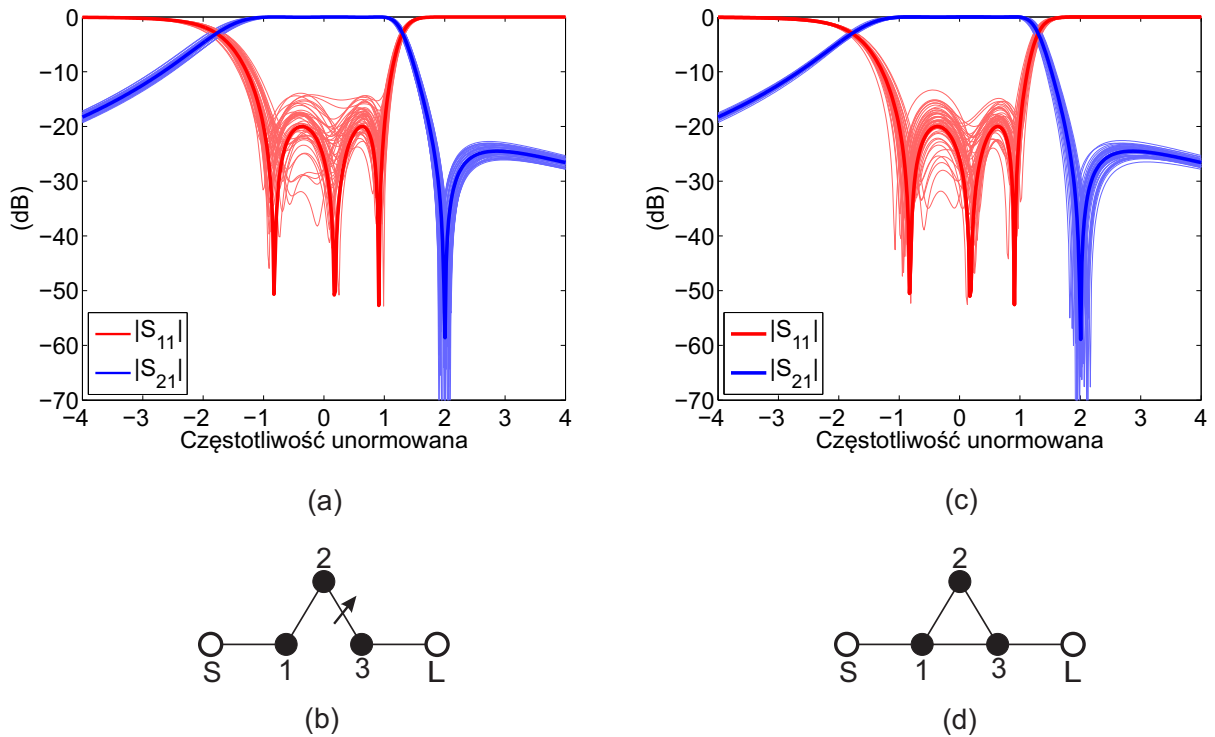 0
−10
−20
−30
−40
−50
−60
−70
(dB)
|S11|
|S21|
−4 −3 −2 −1 0 1 2 3 4
Częstotliwość unormowana
(a)
2
S 1 3 L
(b)
0
−10
−20
−30
−40
−50
−60
−70
(dB)
|S11|
|S21|
−4 −3 −2 −1 0 1 2 3 4
Częstotliwość unormowana
(c)
2
S 1 3 L
(d)